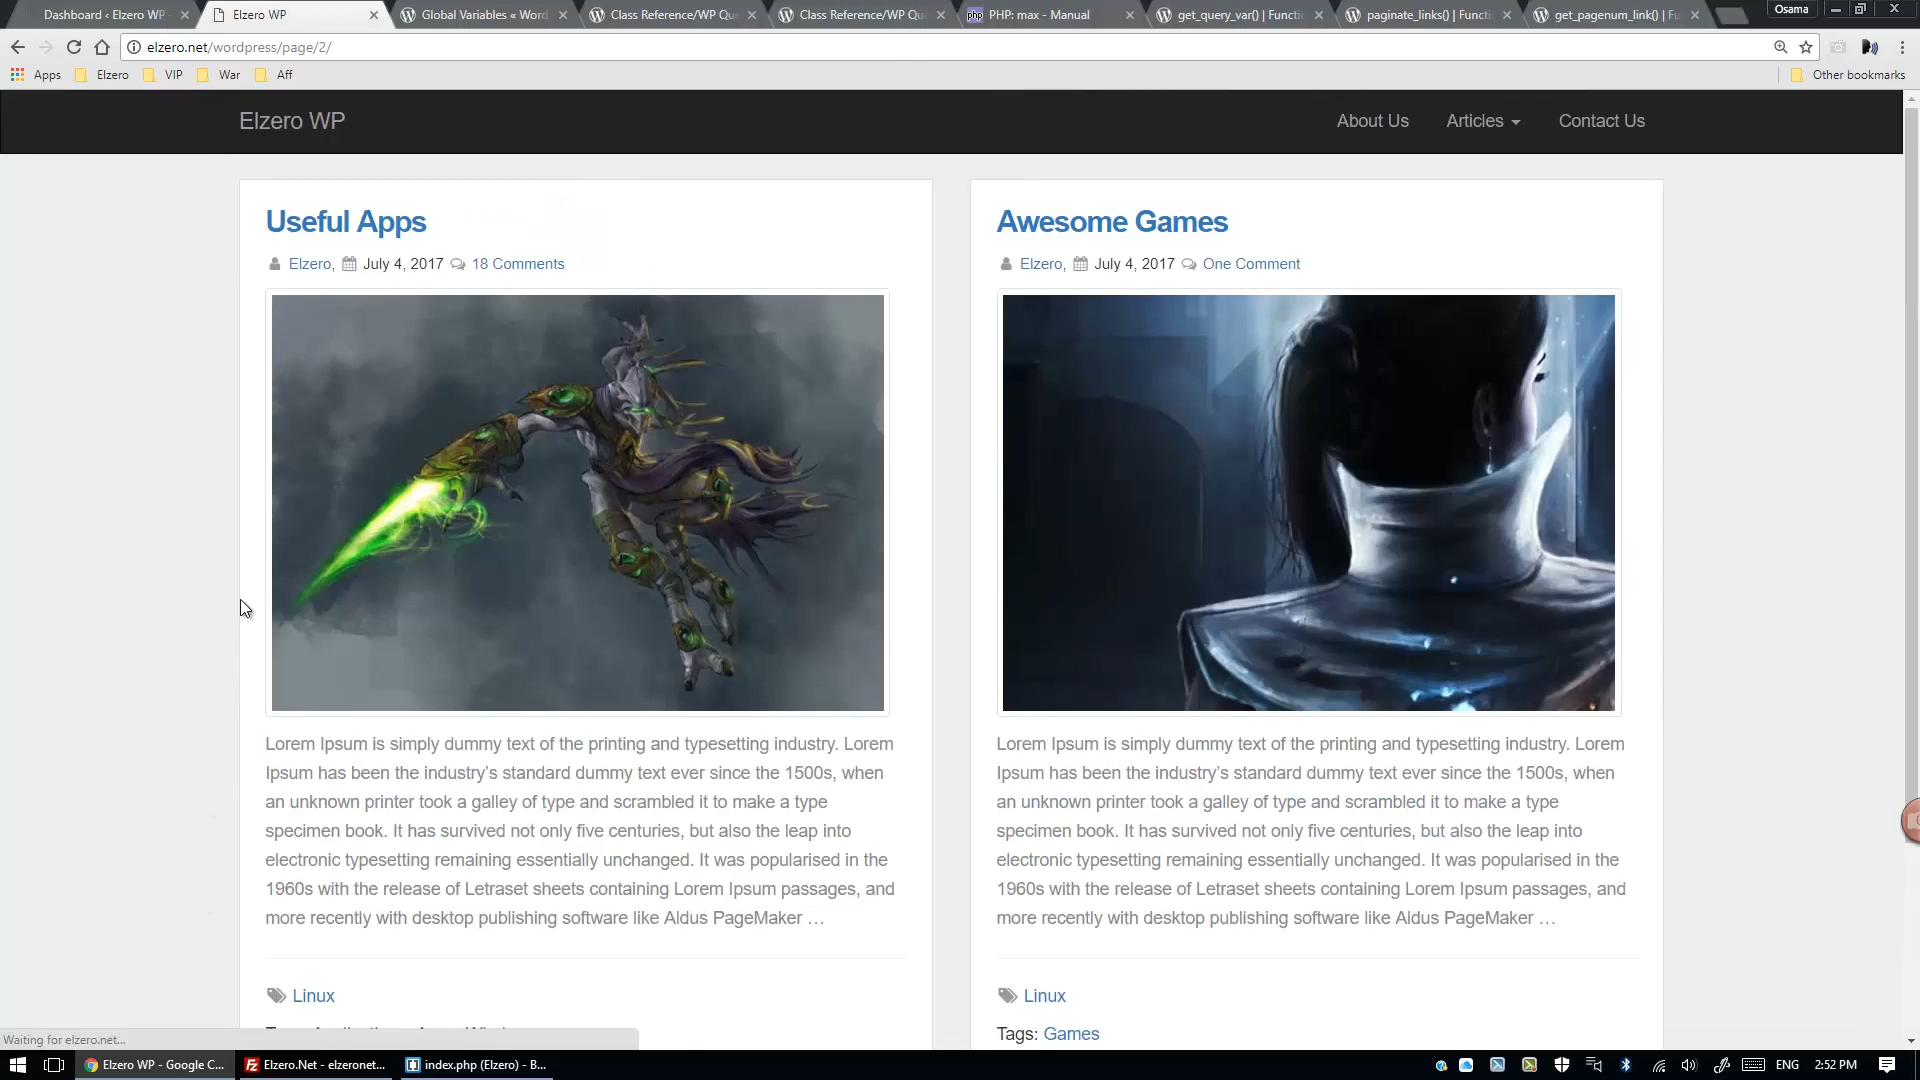 Dashboard ‹ Elzero WP
Elzero WP
Global Variables « Word
Class Reference/WP Que
Class Reference/WP Que
php PHP: max - Manual
get_query_var() | Functi
paginate_links() | Functi
get_pagenum_link() | Fu
Osama
elzero.net/wordpress/page/2/
Apps
Elzero
VIP
War
Aff
Other bookmarks
Elzero WP
About Us
Articles
Contact Us
Useful Apps
Elzero, July 4, 2017 18 Comments
Lorem Ipsum is simply dummy text of the printing and typesetting industry. Lorem
Ipsum has been the industry’s standard dummy text ever since the 1500s, when
an unknown printer took a galley of type and scrambled it to make a type
specimen book. It has survived not only five centuries, but also the leap into
electronic typesetting remaining essentially unchanged. It was popularised in the
1960s with the release of Letraset sheets containing Lorem Ipsum passages, and
more recently with desktop publishing software like Aldus PageMaker …
Linux
Awesome Games
Elzero, July 4, 2017 One Comment
Lorem Ipsum is simply dummy text of the printing and typesetting industry. Lorem
Ipsum has been the industry’s standard dummy text ever since the 1500s, when
an unknown printer took a galley of type and scrambled it to make a type
specimen book. It has survived not only five centuries, but also the leap into
electronic typesetting remaining essentially unchanged. It was popularised in the
1960s with the release of Letraset sheets containing Lorem Ipsum passages, and
more recently with desktop publishing software like Aldus PageMaker …
Linux
Tags: Games
Waiting for elzero.net...
Elzero WP - Google C...
Elzero.Net - elzeronet...
index.php (Elzero) - B...
ENG
2:52 PM